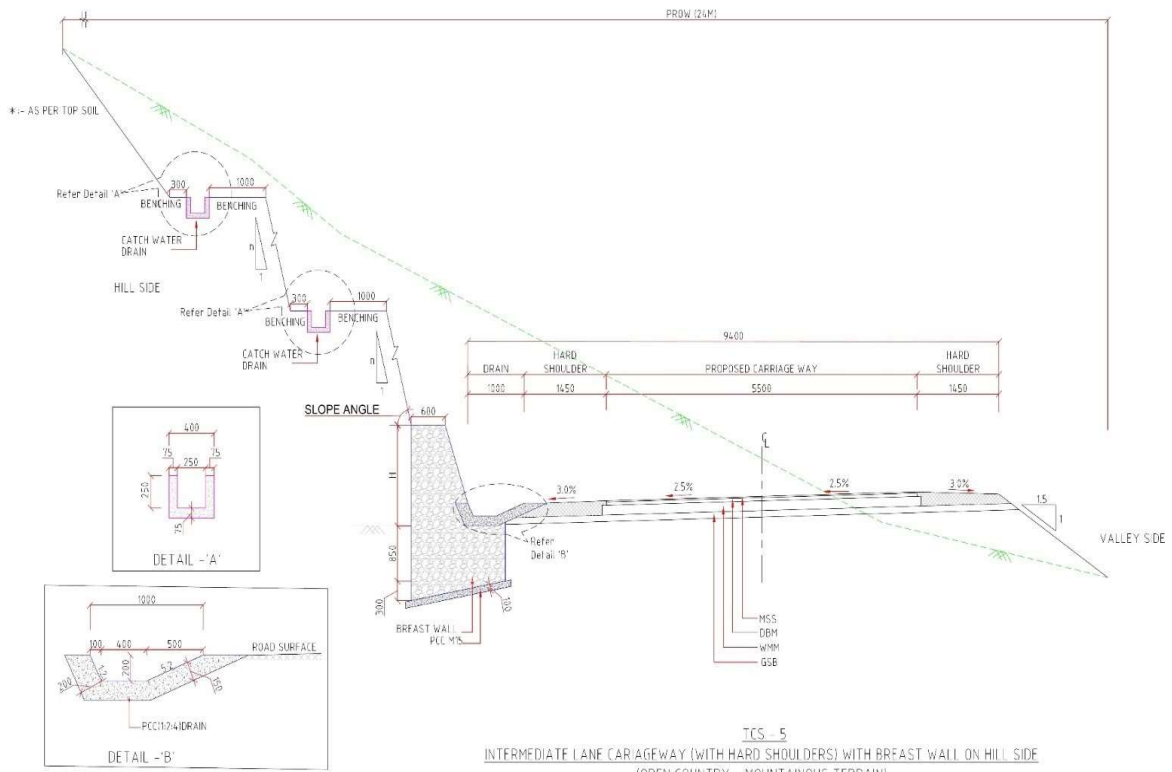 PROW (24M)
*:- AS PER TOP SOIL
Refer Detail 'A'
300
1000
BENCHING
BENCHING
CATCH WATER
DRAIN
n
1
HILL SIDE
Refer Detail 'A'
300
1000
BENCHING
BENCHING
CATCH WATER
DRAIN
n
1
9400
DRAIN
HARD
SHOULDER
PROPOSED CARRIAGE WAY
HARD
SHOULDER
1000
1450
5500
1450
SLOPE ANGLE
600
H
850
300
100
C
L
3.0%
2.5%
2.5%
3.0%
1.5
1
VALLEY SIDE
Refer
Detail 'B'
BREAST WALL
PCC M15
MSS
DBM
WMM
GSB
400
75
75
250
250
75
DETAIL -'A'
1000
100
400
500
ROAD SURFACE
200
200
150
PCC(1:2:4)DRAIN
DETAIL -'B'
TCS - 5
INTERMEDIATE LANE CARIAGEWAY (WITH HARD SHOULDERS) WITH BREAST WALL ON HILL SIDE
(OPEN COUNTRY - MOUNTAINOUS TERRAIN)